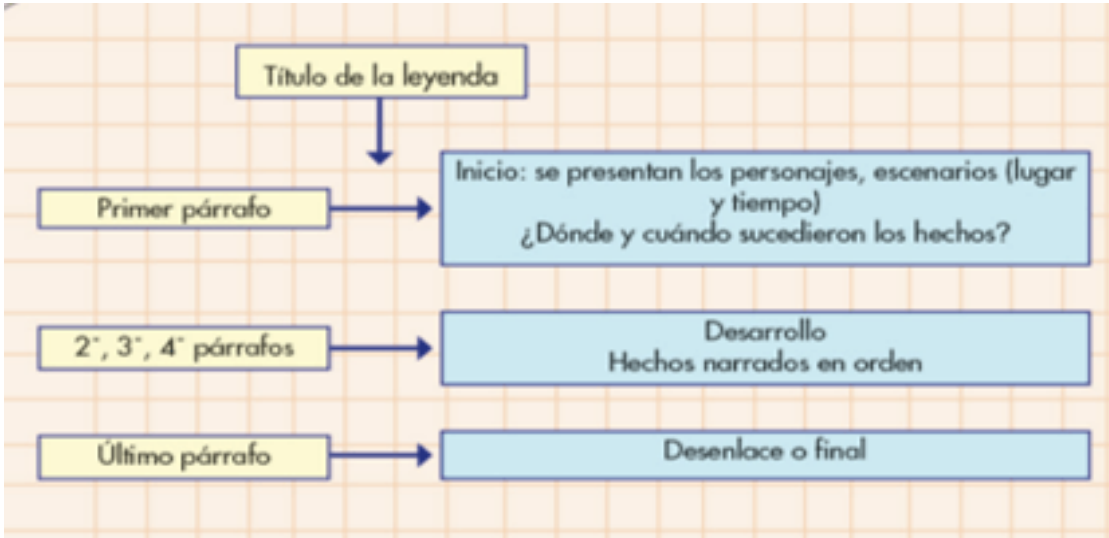 Título de la leyenda
Primer párrafo
Inicio: se presentan los personajes, escenarios (lugar
y tiempo)
¿Dónde y cuándo sucedieron los hechos?
2°, 3°, 4° párrafos
Desarrollo
Hechos narrados en orden
Último párrafo
Desenlace o final